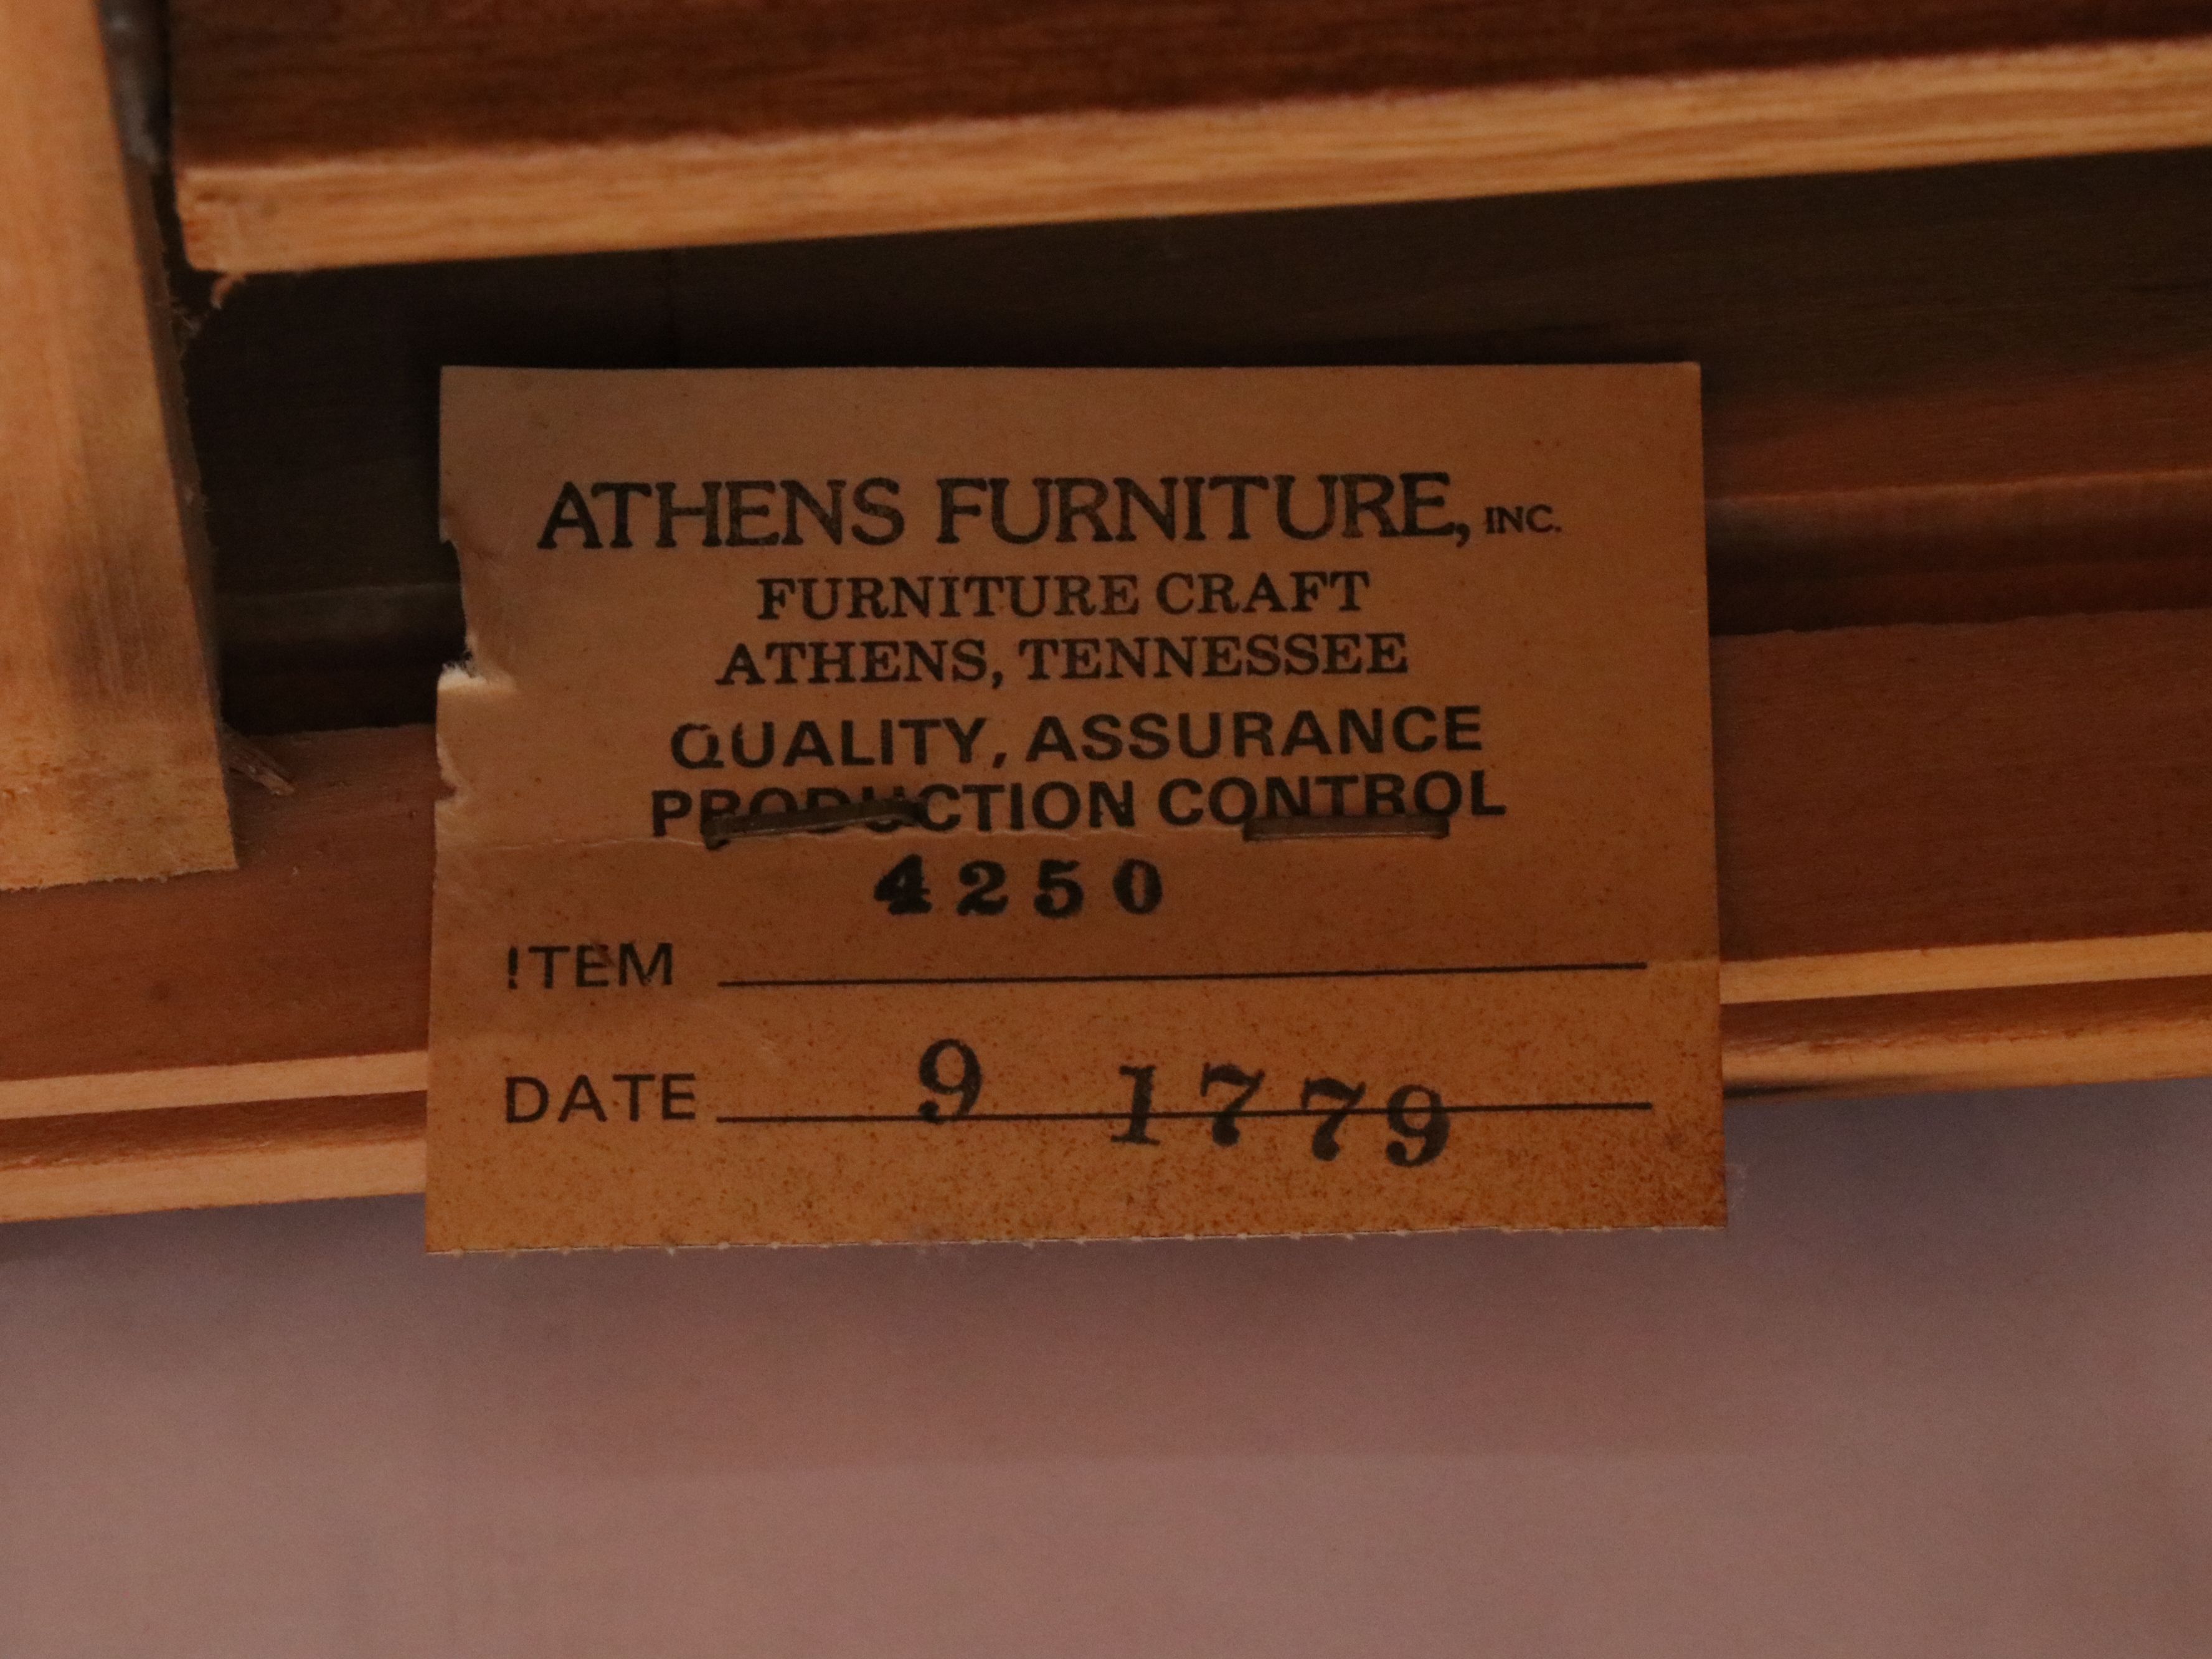 ATHENS FURNITURE, INC.
FURNITURE CRAFT
ATHENS, TENNESSEE
QUALITY, ASSURANCE
PRODUCTION CONTROL
4250
ITEM
DATE 9 1779